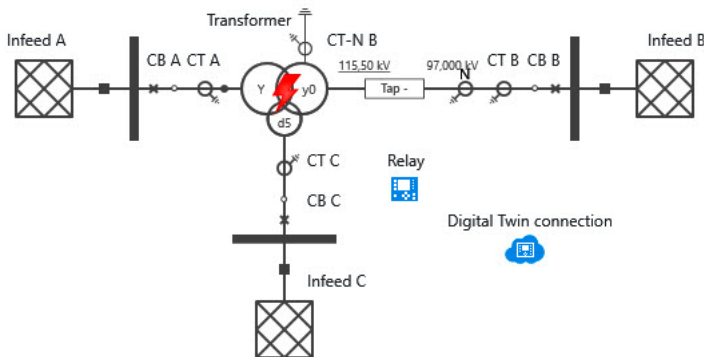 Transformer
Infeed A
CT-N B
Infeed B
CB A CT A
115,50 kV
97,000 kV
N
CT B CB B
Y
y0
Tap -
d5
CT C
Relay
CB C
Digital Twin connection
Infeed C